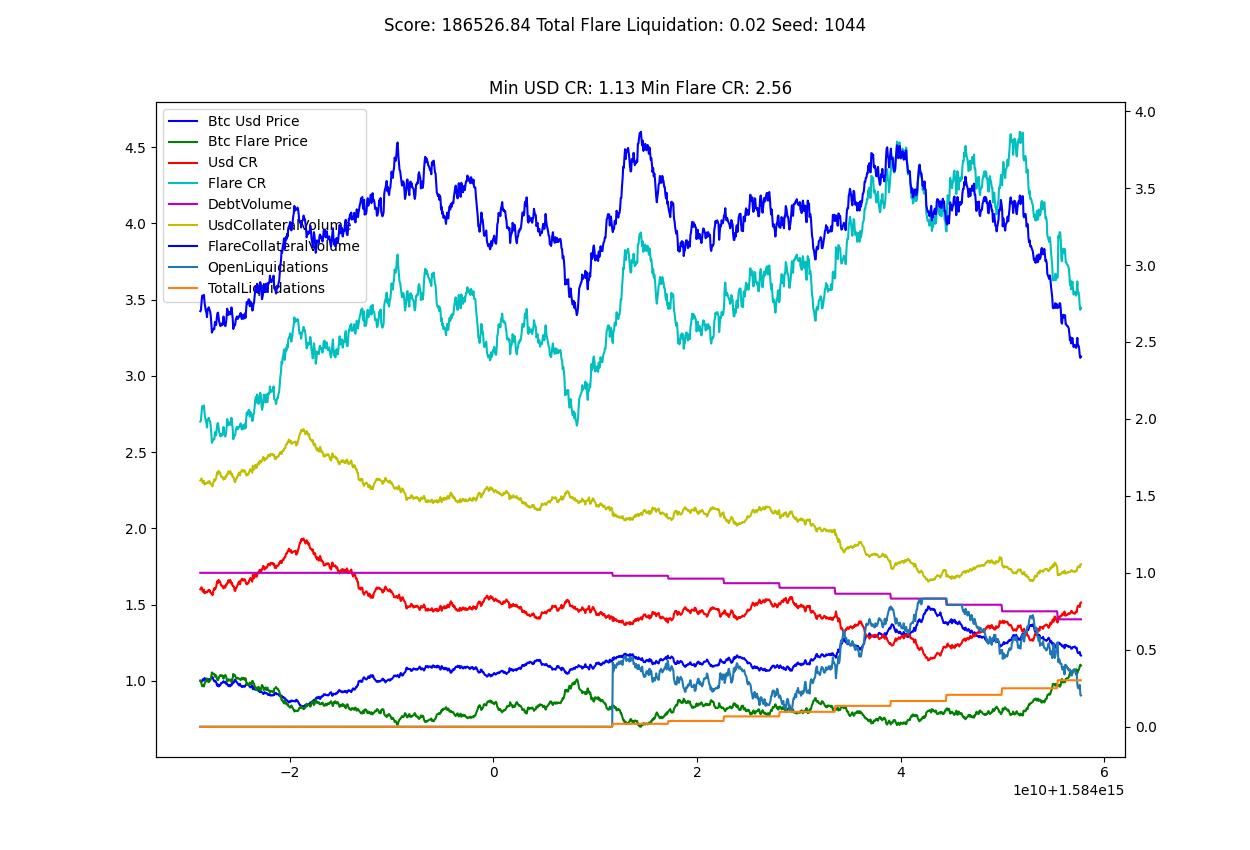 Score: 186526.84 Total Flare Liquidation: 0.02 Seed: 1044
Min USD CR: 1.13 Min Flare CR: 2.56
Btc Usd Price
Btc Flare Price
Usd CR
Flare CR
DebtVolume
UsdCollateralVolume
FlareCollateralVolume
OpenLiquidations
TotalLiquidations
4.5
4.0
3.5
3.0
2.5
2.0
1.5
1.0
4.0
3.5
3.0
2.5
2.0
1.5
1.0
0.5
0.0
−2
0
2
4
6
1e10+1.584e15